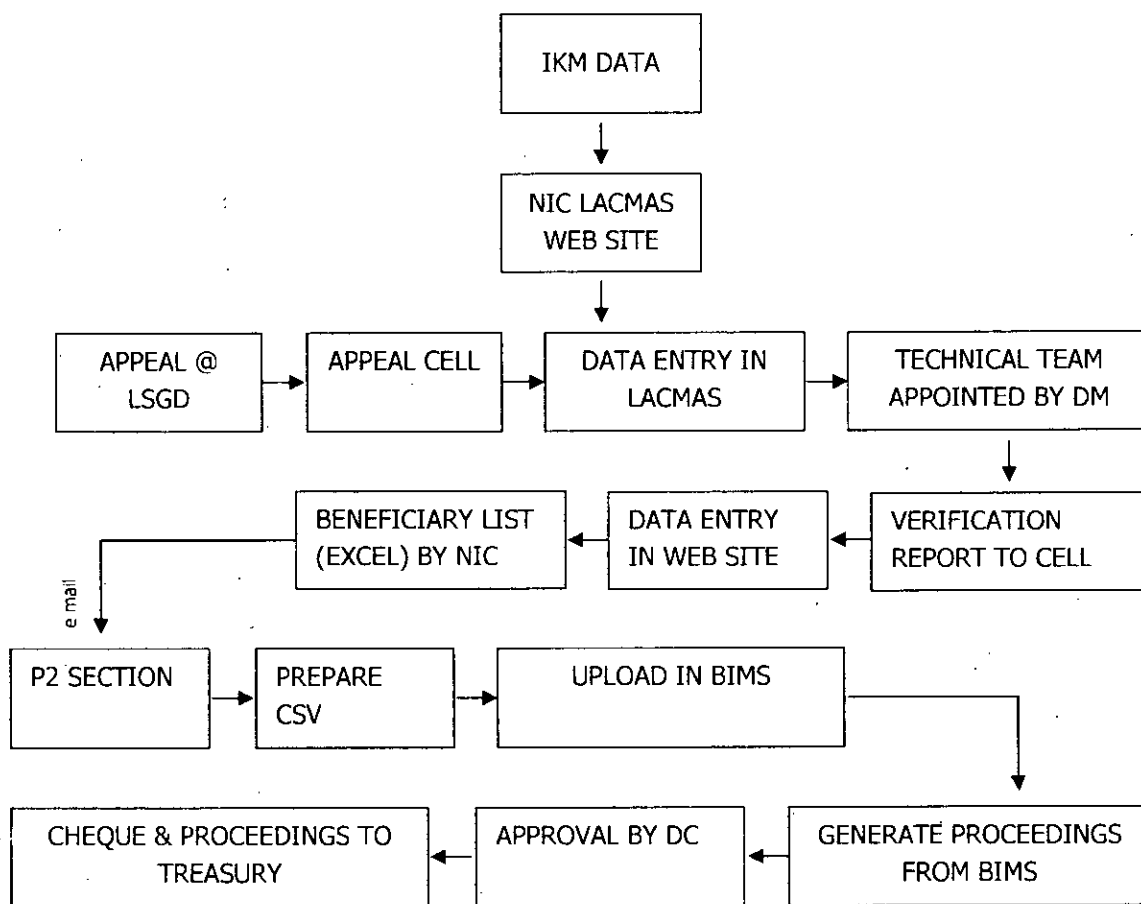 IKM DATA
NIC LACMAS
WEB SITE
APPEAL @
LSGD
APPEAL CELL
DATA ENTRY IN
LACMAS
TECHNICAL TEAM
APPOINTED BY DM
VERIFICATION
REPORT TO CELL
DATA ENTRY
IN WEB SITE
BENEFICIARY LIST
(EXCEL) BY NIC
e mail
P2 SECTION
PREPARE
CSV
UPLOAD IN BIMS
GENERATE PROCEEDINGS
FROM BIMS
APPROVAL BY DC
CHEQUE & PROCEEDINGS TO
TREASURY